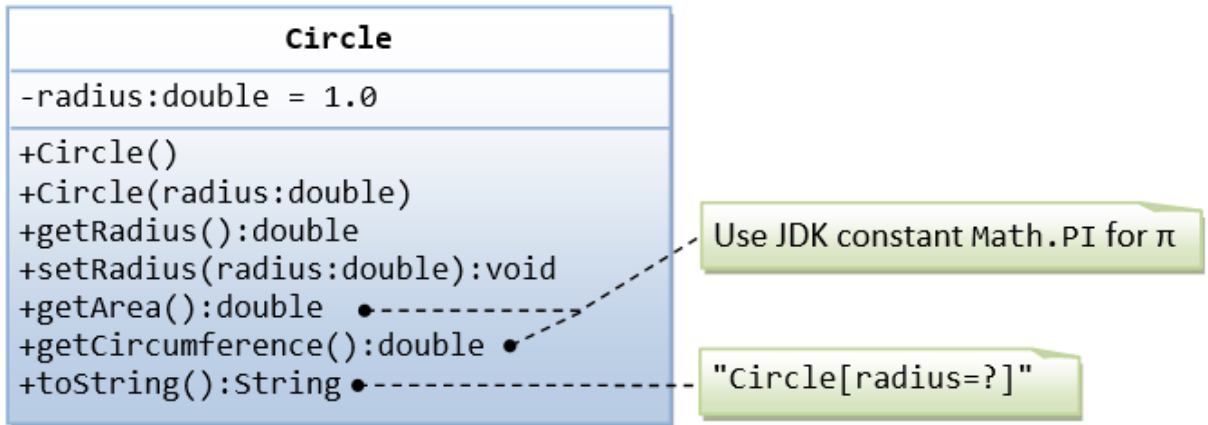 Circle
-radius:double = 1.0
+Circle()
+Circle(radius:double)
+getRadius():double
+setRadius(radius:double):void
+getArea():double
+getCircumference():double
+toString():String
Use JDK constant Math.PI for π
"Circle[radius=?]"